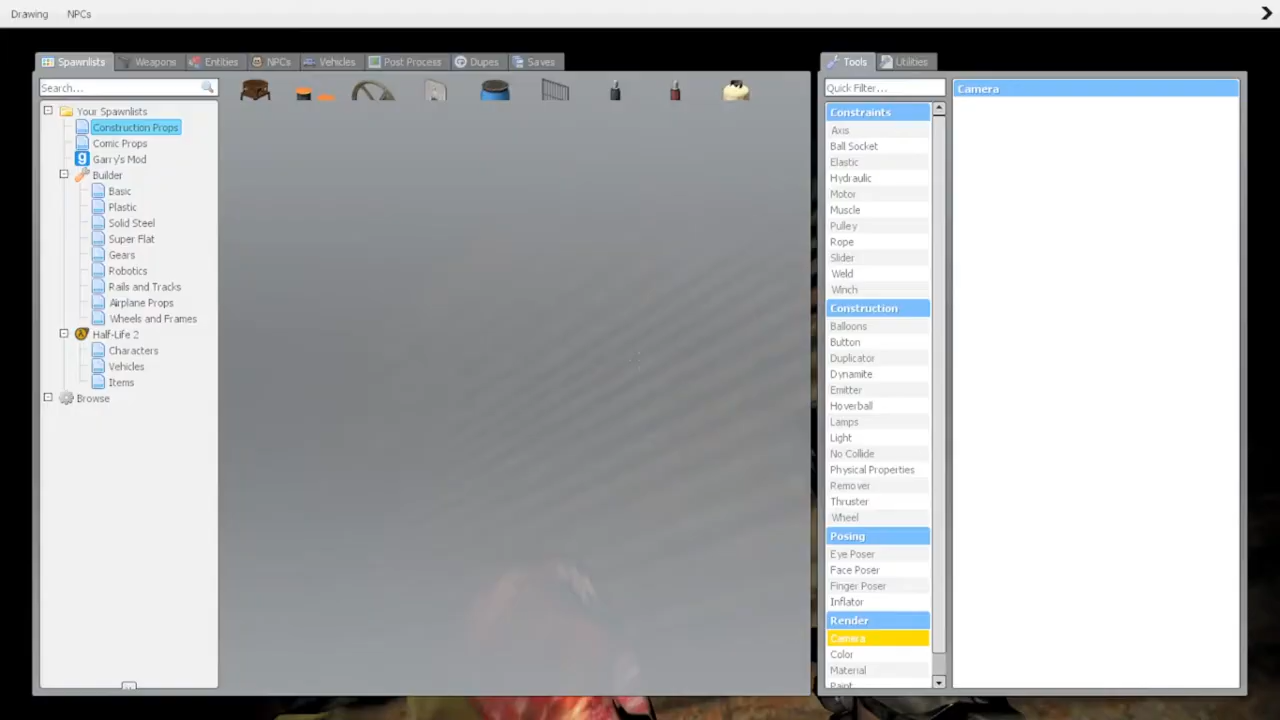 Drawing NPCs
Spawnlists Weapons Entities NPCs Vehicles Post Process Dupes Saves
Search...
Your Spawnlists
Construction Props
Comic Props
Garry's Mod
Builder
Basic
Plastic
Solid Steel
Super Flat
Gears
Robotics
Rails and Tracks
Airplane Props
Wheels and Frames
Half-Life 2
Characters
Vehicles
Items
Browse
Tools Utilities
Quick Filter...
Constraints
Axis
Ball Socket
Elastic
Hydraulic
Motor
Muscle
Pulley
Rope
Slider
Weld
Winch
Construction
Balloons
Button
Duplicator
Dynamite
Emitter
Hoverball
Lamps
Light
No Collide
Physical Properties
Remover
Thruster
Wheel
Posing
Eye Poser
Face Poser
Finger Poser
Inflator
Render
Camera
Color
Material
Paint
Camera